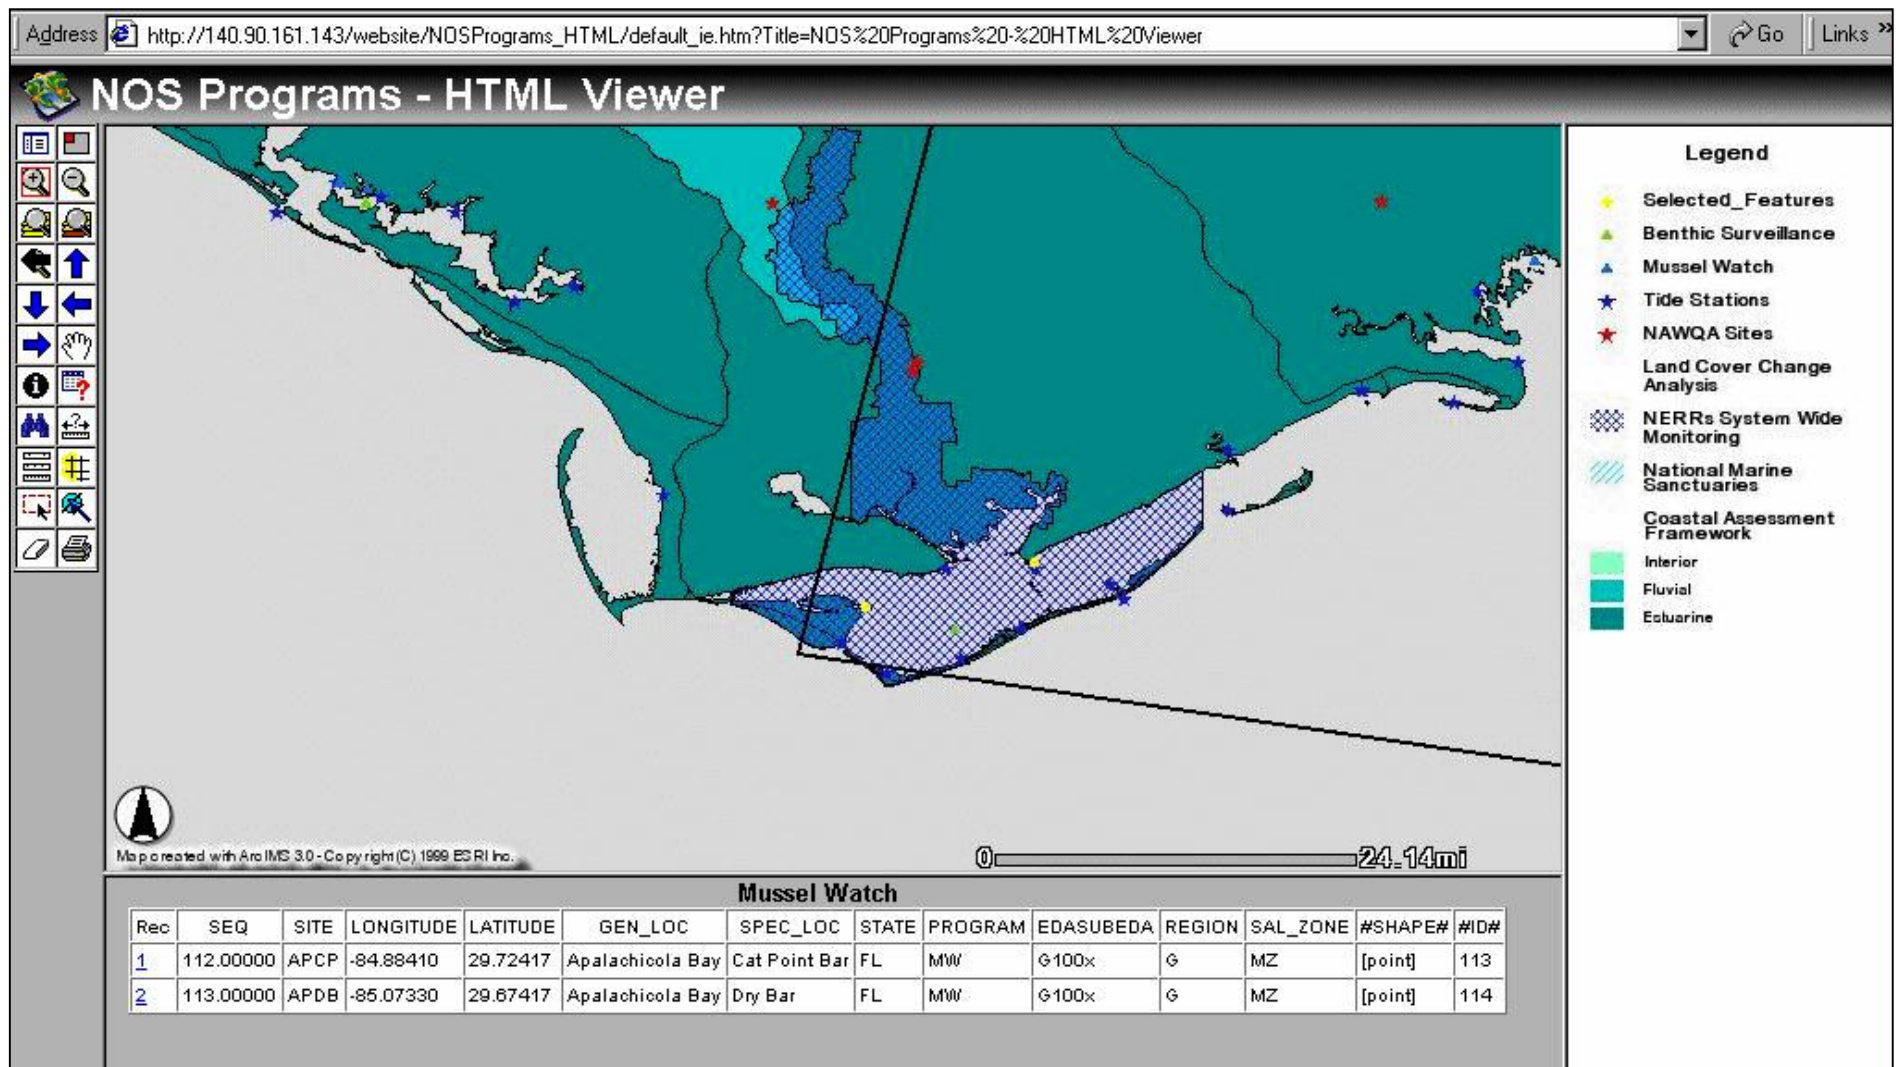 Address http://140.90.161.143/website/NOSPrograms_HTML/default_ie.htm?Title=NOS%20Programs%20-%20HTML%20Viewer Go Links »
NOS Programs - HTML Viewer
Legend
Selected_Features
Benthic Surveillance
Mussel Watch
Tide Stations
NAWQA Sites
Land Cover Change
Analysis
NERRs System Wide
Monitoring
National Marine
Sanctuaries
Coastal Assessment
Framework
Interior
Fluvial
Estuarine
Map created with ArcIMS 3.0 - Copyright (C) 1999 ESRI Inc.
0 24.14mi
Mussel Watch
Rec SEQ SITE LONGITUDE LATITUDE GEN_LOC SPEC_LOC STATE PROGRAM EDASUBEDA REGION SAL_ZONE #SHAPE# #ID#
1 112.00000 APCP -84.88410 29.72417 Apalachicola Bay Cat Point Bar FL MW G100x G MZ [point] 113
2 113.00000 APDB -85.07330 29.67417 Apalachicola Bay Dry Bar FL MW G100x G MZ [point] 114